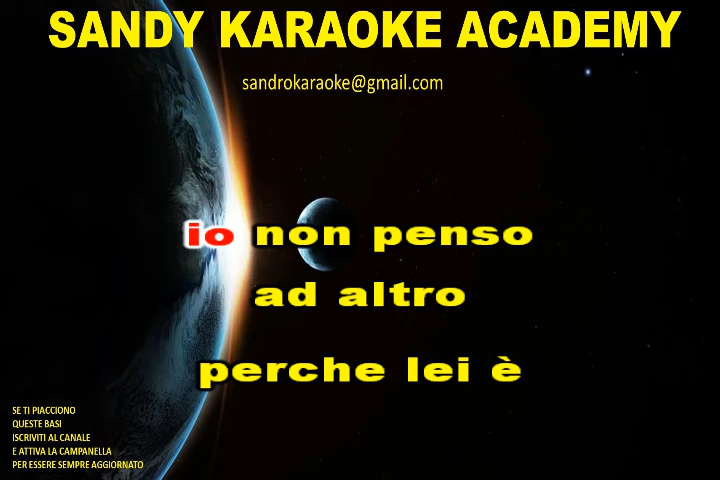 SANDY KARAOKE ACADEMY
sandrokaraoke@gmail.com
io non penso
ad altro
perche lei è
SE TI PIACCIONO
QUESTE BASI
ISCRIVITI AL CANALE
E ATTIVA LA CAMPANELLA
PER ESSERE SEMPRE AGGIORNATO